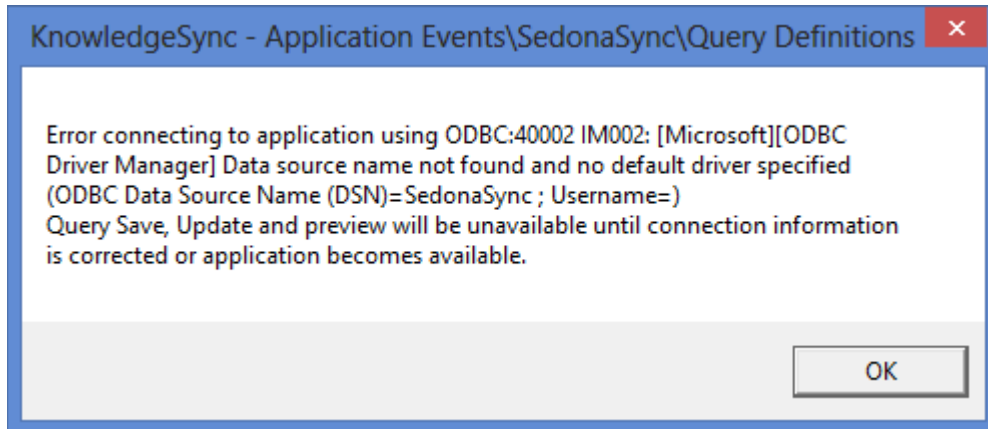 KnowledgeSync - Application Events\SedonaSync\Query Definitions
Error connecting to application using ODBC:40002 IM002: [Microsoft][ODBC
Driver Manager] Data source name not found and no default driver specified
(ODBC Data Source Name (DSN)=SedonaSync ; Username=)
Query Save, Update and preview will be unavailable until connection information
is corrected or application becomes available.
OK